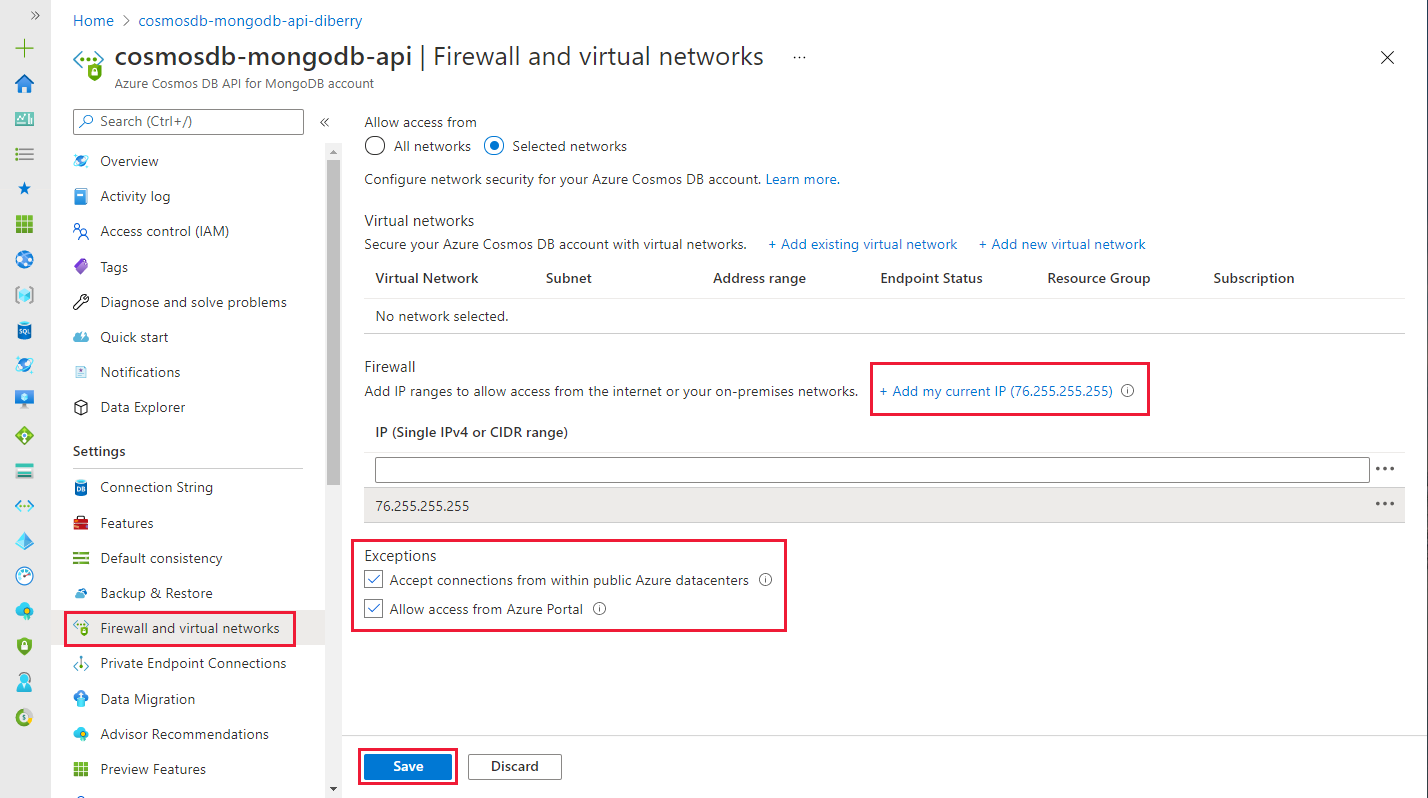 Home > cosmosdb-mongodb-api-diberry
cosmosdb-mongodb-api | Firewall and virtual networks ...
Azure Cosmos DB API for MongoDB account
Search (Ctrl+/)
Overview
Activity log
Access control (IAM)
Tags
Diagnose and solve problems
Quick start
Notifications
Data Explorer
Settings
Connection String
Features
Default consistency
Backup & Restore
Firewall and virtual networks
Private Endpoint Connections
Data Migration
Advisor Recommendations
Preview Features
Allow access from
All networks Selected networks
Configure network security for your Azure Cosmos DB account. Learn more.
Virtual networks
Secure your Azure Cosmos DB account with virtual networks. + Add existing virtual network + Add new virtual network
Virtual Network Subnet Address range Endpoint Status Resource Group Subscription
No network selected.
Firewall
Add IP ranges to allow access from the internet or your on-premises networks. + Add my current IP (76.255.255.255)
IP (Single IPv4 or CIDR range)
76.255.255.255
Exceptions
Accept connections from within public Azure datacenters
Allow access from Azure Portal
Save Discard